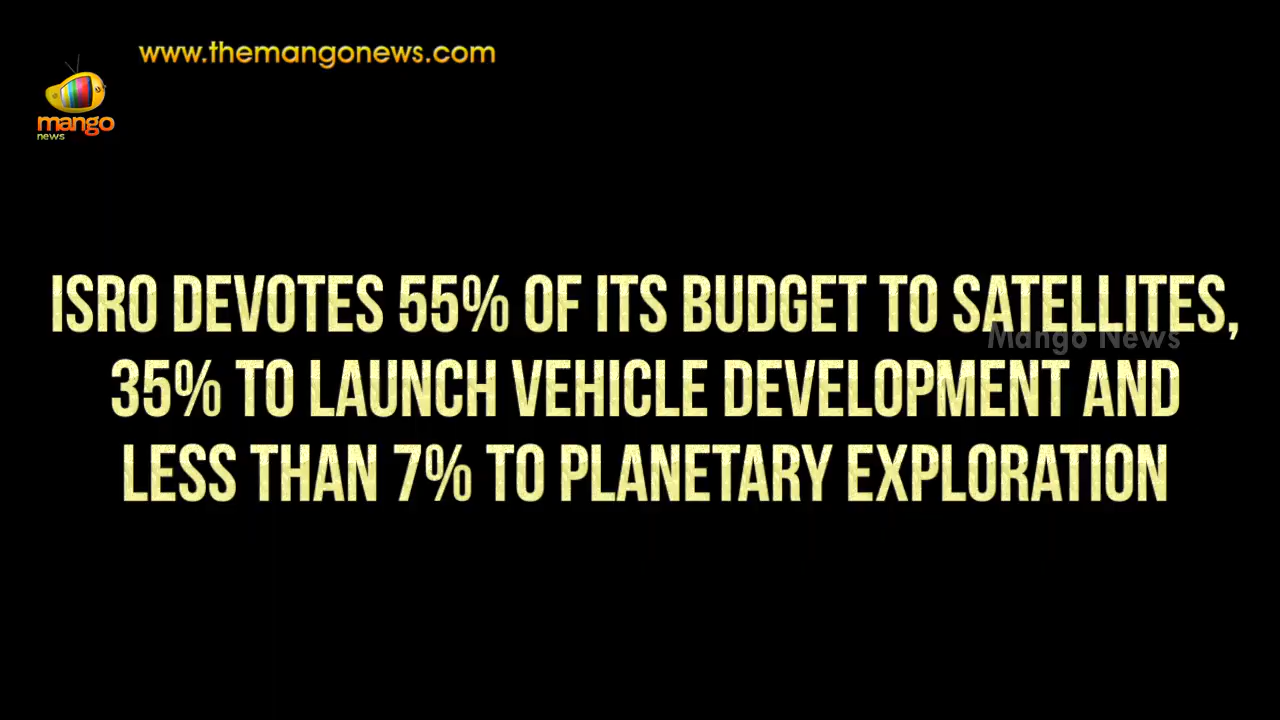 www.themangonews.com
mango
news
ISRO DEVOTES 55% OF ITS BUDGET TO SATELLITES,
Mango News
35% TO LAUNCH VEHICLE DEVELOPMENT AND
LESS THAN 7% TO PLANETARY EXPLORATION